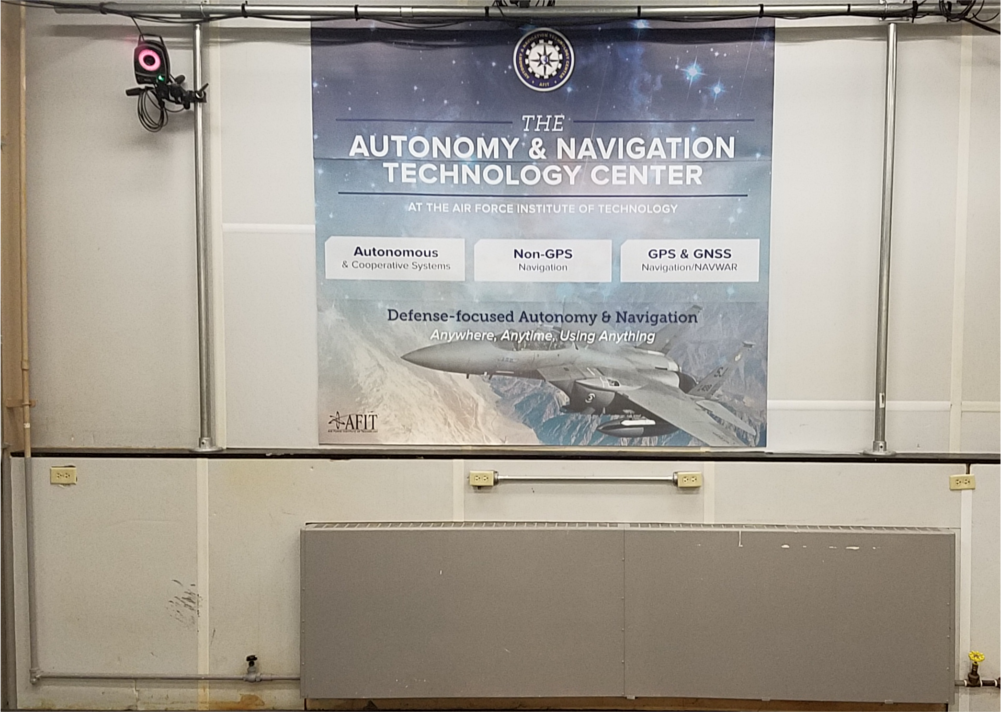 THE
AUTONOMY & NAVIGATION
TECHNOLOGY CENTER
AT THE AIR FORCE INSTITUTE OF TECHNOLOGY
Autonomous
& Cooperative Systems
Non-GPS
Navigation
GPS & GNSS
Navigation/NAVWAR
Defense-focused Autonomy & Navigation
Anywhere, Anytime, Using Anything
AFIT